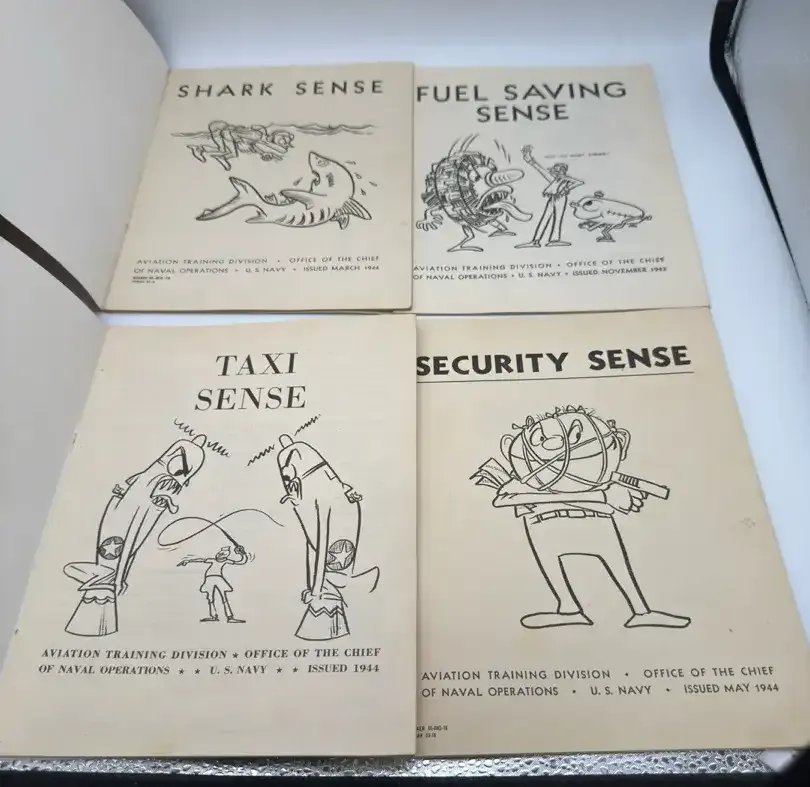 SHARK SENSE
AVIATION TRAINING DIVISION • OFFICE OF THE CHIEF
OF NAVAL OPERATIONS • U. S. NAVY • ISSUED MARCH 1944
FUEL SAVING
SENSE
AVIATION TRAINING DIVISION • OFFICE OF THE CHIEF
OF NAVAL OPERATIONS • U. S. NAVY • ISSUED NOVEMBER
TAXI
SENSE
AVIATION TRAINING DIVISION ★ OFFICE OF THE CHIEF
OF NAVAL OPERATIONS ★ ★ U. S. NAVY ★ ★ ISSUED 1944
SECURITY SENSE
AVIATION TRAINING DIVISION • OFFICE OF THE CHIEF
OF NAVAL OPERATIONS • U. S. NAVY • ISSUED MAY 1944